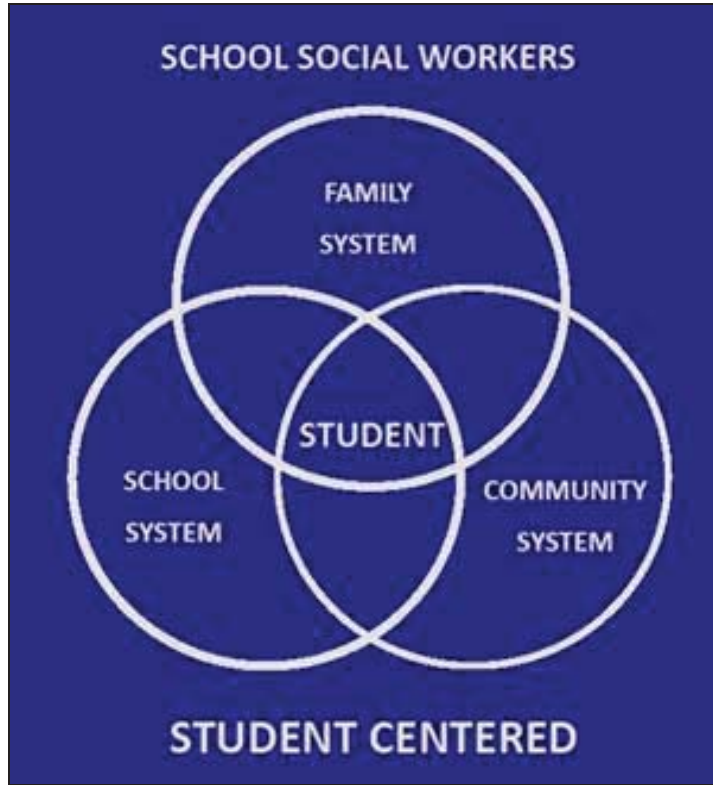 SCHOOL SOCIAL WORKERS
FAMILY
SYSTEM
STUDENT
SCHOOL
SYSTEM
COMMUNITY
SYSTEM
STUDENT CENTERED